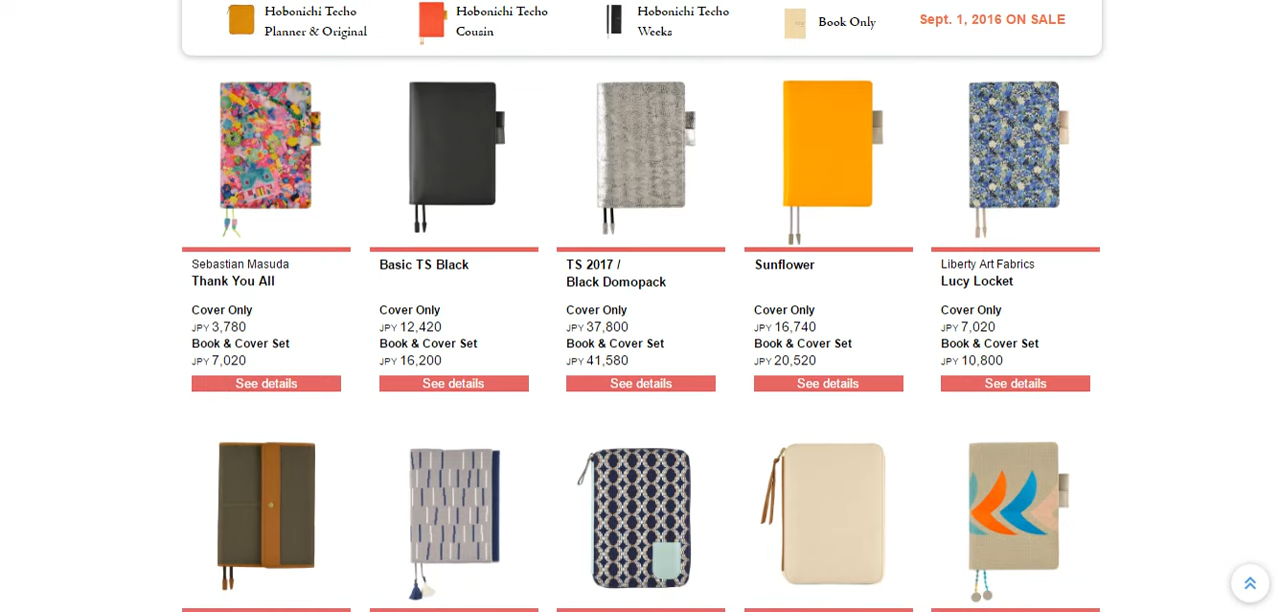 Hobonichi Techo
Planner & Original
Hobonichi Techo
Cousin
Hobonichi Techo
Weeks
Book Only
Sept. 1, 2016 ON SALE
Sebastian Masuda
Thank You All
Cover Only
JPY 3,780
Book & Cover Set
JPY 7,020
See details
Basic TS Black
Cover Only
JPY 12,420
Book & Cover Set
JPY 16,200
See details
TS 2017 /
Black Domopack
Cover Only
JPY 37,800
Book & Cover Set
JPY 41,580
See details
Sunflower
Cover Only
JPY 16,740
Book & Cover Set
JPY 20,520
See details
Liberty Art Fabrics
Lucy Locket
Cover Only
JPY 7,020
Book & Cover Set
JPY 10,800
See details